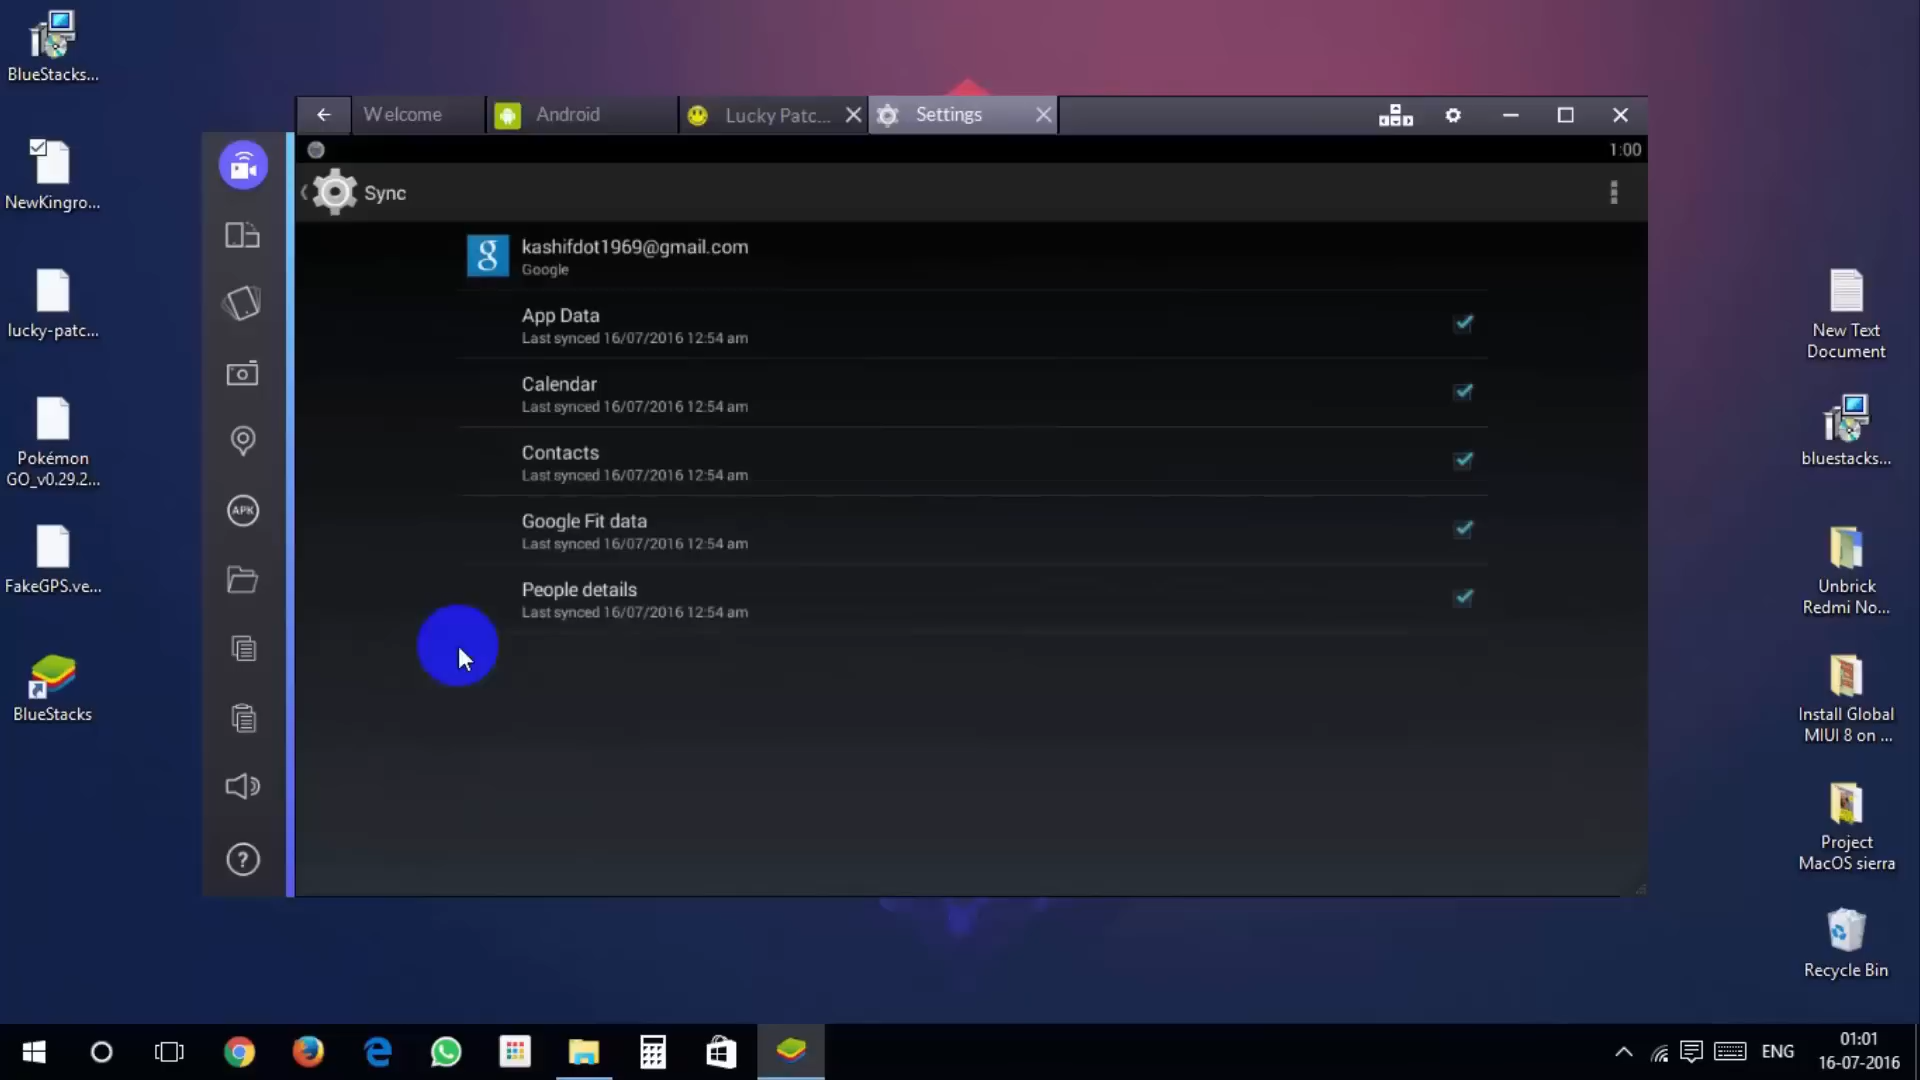 BlueStacks...
NewKingro...
lucky-patc...
Pokémon
GO_v0.29.2...
FakeGPS.ve...
BlueStacks
Welcome
Android
Lucky Patc...
Settings
1:00
Sync
kashifdot1969@gmail.com
Google
App Data
Last synced 16/07/2016 12:54 am
Calendar
Last synced 16/07/2016 12:54 am
Contacts
Last synced 16/07/2016 12:54 am
Google Fit data
Last synced 16/07/2016 12:54 am
People details
Last synced 16/07/2016 12:54 am
APK
New Text
Document
bluestacks...
Unbrick
Redmi No...
Install Global
MIUI 8 on ...
Project
MacOS sierra
Recycle Bin
ENG
01:01
16-07-2016